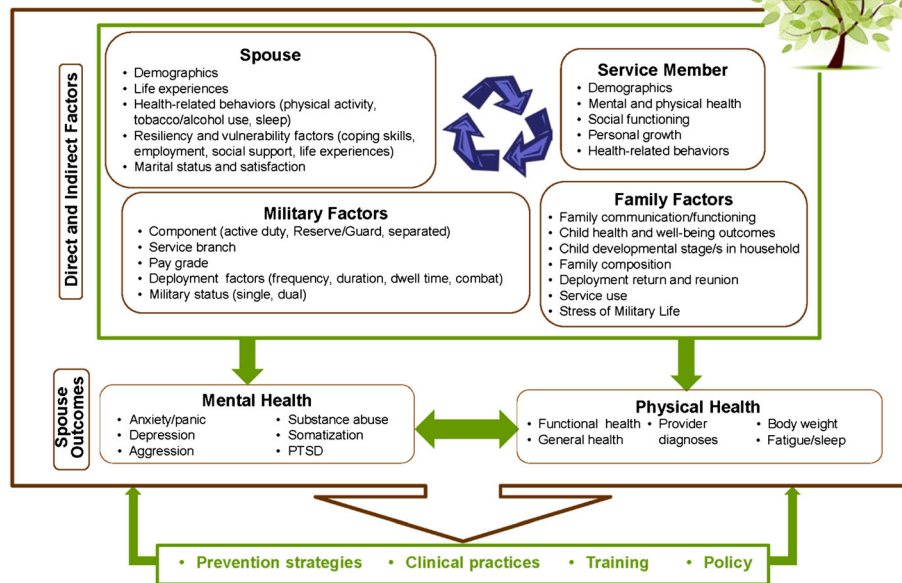 Direct and Indirect Factors
Spouse
• Demographics
• Life experiences
• Health-related behaviors (physical activity,
tobacco/alcohol use, sleep)
• Resiliency and vulnerability factors (coping skills,
employment, social support, life experiences)
• Marital status and satisfaction
Service Member
• Demographics
• Mental and physical health
• Social functioning
• Personal growth
• Health-related behaviors
Military Factors
• Component (active duty, Reserve/Guard, separated)
• Service branch
• Pay grade
• Deployment factors (frequency, duration, dwell time, combat)
• Military status (single, dual)
Family Factors
• Family communication/functioning
• Child health and well-being outcomes
• Child developmental stage/s in household
• Family composition
• Deployment return and reunion
• Service use
• Stress of Military Life
Spouse
Outcomes
Mental Health
• Anxiety/panic
• Depression
• Aggression
• Substance abuse
• Somatization
• PTSD
Physical Health
• Functional health
• General health
• Provider
diagnoses
• Body weight
• Fatigue/sleep
• Prevention strategies • Clinical practices • Training • Policy